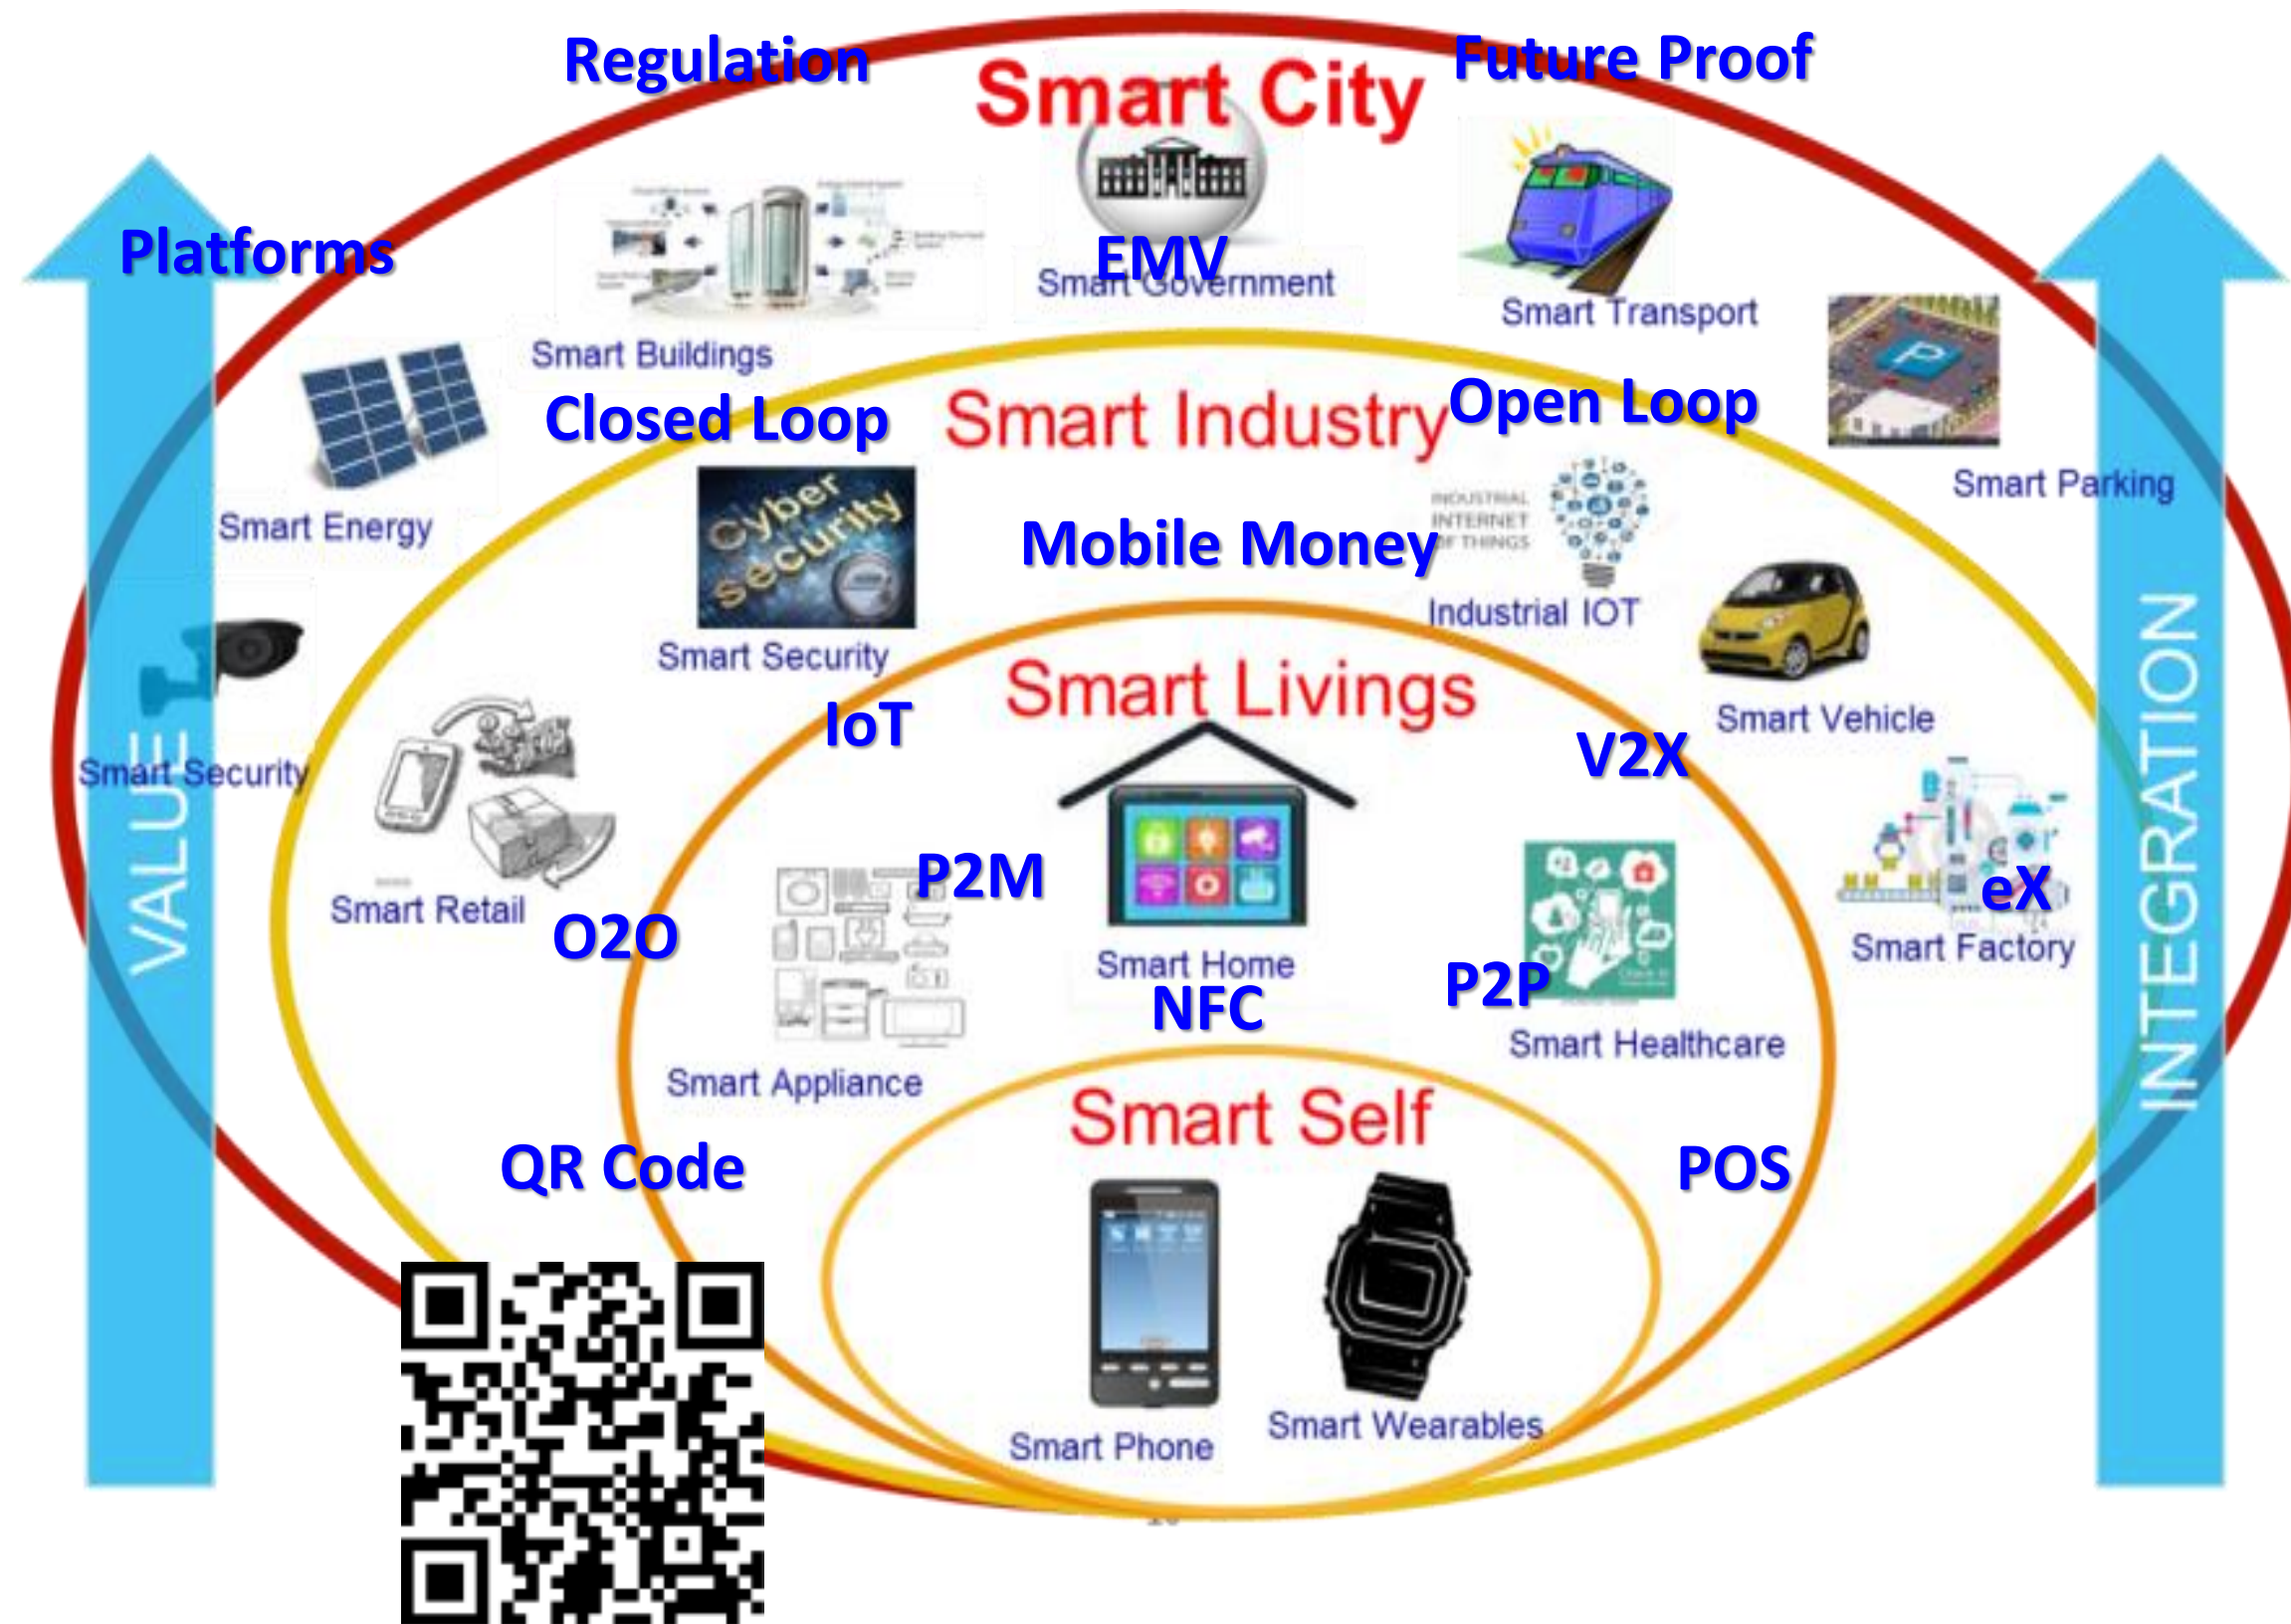 Regulation
Future Proof
Smart City
Platforms
EMV
Smart Government
Smart Transport
Smart Buildings
Closed Loop
Smart Industry
Open Loop
Smart Parking
Smart Energy
Cyber
security
INDUSTRIAL
INTERNET
OF THINGS
Mobile Money
Industrial IOT
Smart Security
Smart Livings
IoT
V2X
Smart Vehicle
Smart Security
VALUE
INTEGRATION
P
P2M
eX
Smart Retail
O2O
Smart Home
Smart Factory
P2P
NFC
Smart Healthcare
Smart Appliance
Smart Self
QR Code
POS
Smart Phone
Smart Wearables